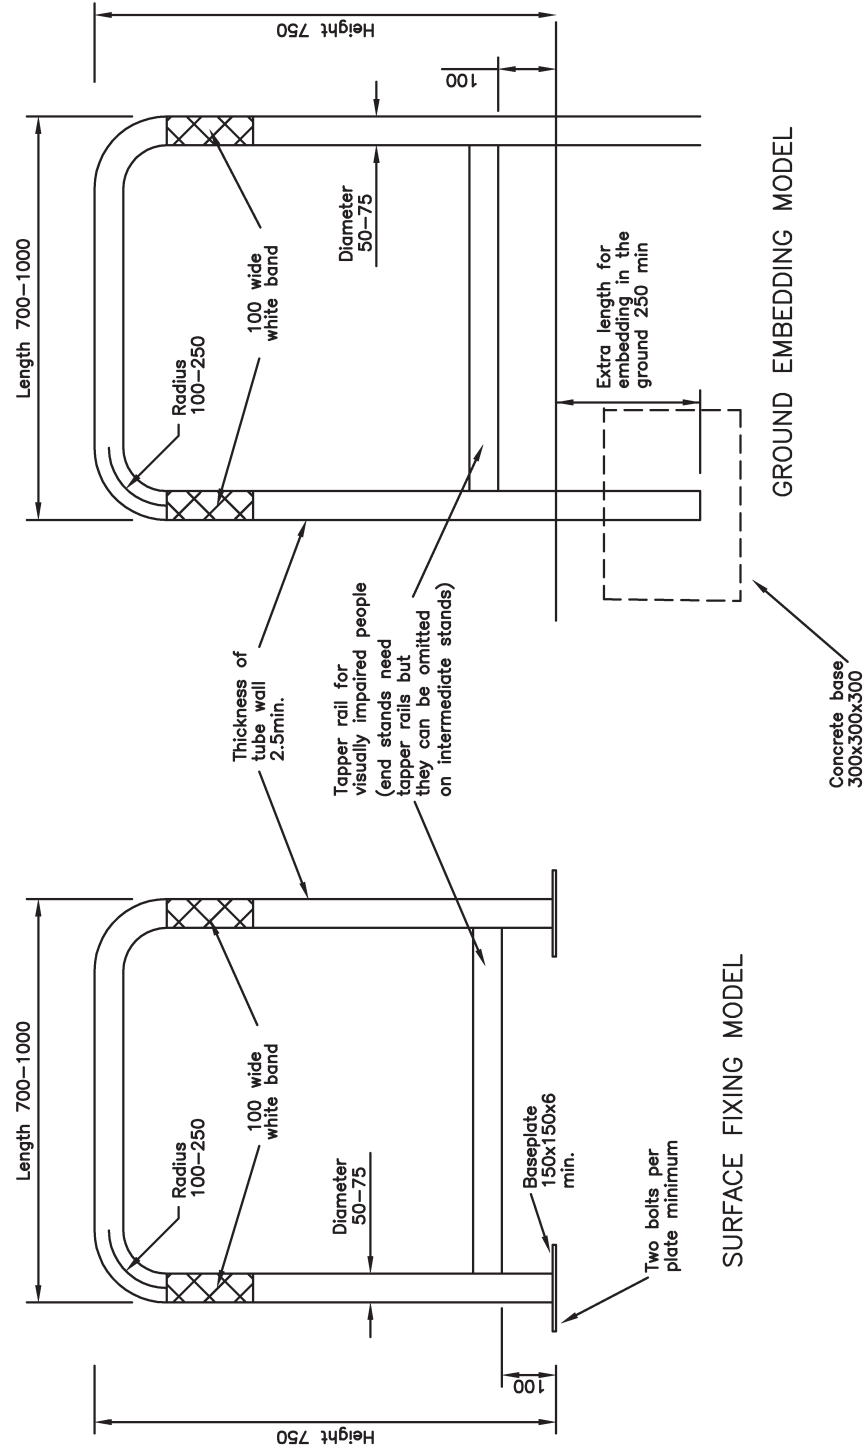 Length 700-1000
Height 750
Radius
100-250
100 wide
white band
Diameter
50-75
100
Baseplate
150x150x6
min.
Two bolts per
plate minimum
SURFACE FIXING MODEL
Thickness of
tube wall
2.5min.
Tapper rail for
visually impaired people
(end stands need
tapper rails but
they can be omitted
on intermediate stands)
Length 700-1000
Height 750
Radius
100-250
100 wide
white band
Diameter
50-75
100
Extra length for
embedding in the
ground 250 min
Concrete base
300x300x300
GROUND EMBEDDING MODEL